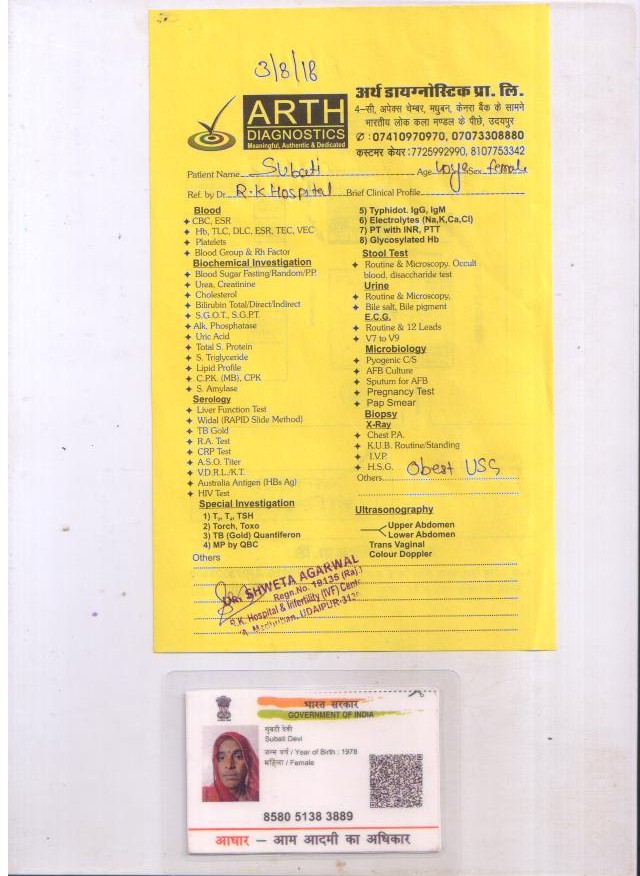 3/8/18
अर्थ डायग्नोस्टिक प्रा. लि.
ARTH
DIAGNOSTICS
Meaningful, Authentic & Dedicated
4-सी, अपेक्स चेम्बर, मधुबन, केनरा बैंक के सामने
भारतीय लोक कला मण्डल के पीछे, उदयपुर
✆ : 07410970970, 07073308880
कस्टमर केयर :7725992990, 8107753342
Patient Name Subati Age 40ys Sex female
Ref. by Dr. R.K Hospital Brief Clinical Profile
Blood
CBC, ESR
Hb, TLC, DLC, ESR, TEC, VEC
Platelets
Blood Group & Rh Factor
Biochemical Investigation
Blood Sugar Fasting/Random/P.P.
Urea, Creatinine
Cholesterol
Bilirubin Total/Direct/Indirect
S.G.O.T., S.G.P.T.
Alk. Phosphatase
Uric Acid
Total S. Protein
S. Triglyceride
Lipid Profile
C.P.K. (MB), CPK
S. Amylase
Serology
Liver Function Test
Widal (RAPID Slide Method)
TB Gold
R.A. Test
CRP Test
A.S.O. Titer
V.D.R.L./K.T.
Australia Antigen (HBs Ag)
HIV Test
Special Investigation
1) T₃, T₄, TSH
2) Torch, Toxo
3) TB (Gold) Quantiferon
4) MP by QBC
Others
5) Typhidot. IgG, IgM
6) Electrolytes (Na,K,Ca,Cl)
7) PT with INR, PTT
8) Glycosylated Hb
Stool Test
Routine & Microscopy. Occult
blood, disaccharide test
Urine
Routine & Microscopy,
Bile salt, Bile pigment
E.C.G.
Routine & 12 Leads
V7 to V9
Microbiology
Pyogenic C/S
AFB Culture
Sputum for AFB
Pregnancy Test
Pap Smear
Biopsy
X-Ray
Chest P.A.
K.U.B. Routine/Standing
I.V.P.
H.S.G.
Others
Obest USG
Ultrasonography
Upper Abdomen
Lower Abdomen
Trans Vaginal
Colour Doppler
DR. SHWETA AGARWAL
Regn.No. 19135 (Raj.)
R.K. Hospital & Infertility (IVF) Centr
Madhuban, UDAIPUR-313
भारत सरकार
GOVERNMENT OF INDIA
सुबटी देवी
Subati Devi
जन्म वर्ष / Year of Birth : 1978
महिला / Female
8580 5138 3889
आधार – आम आदमी का अधिकार